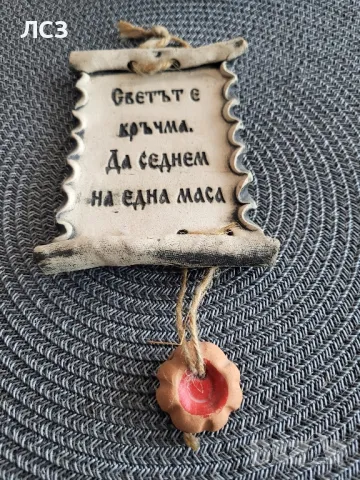 ЛСЗ
Светът е
кръчма.
Да седнем
на една маса